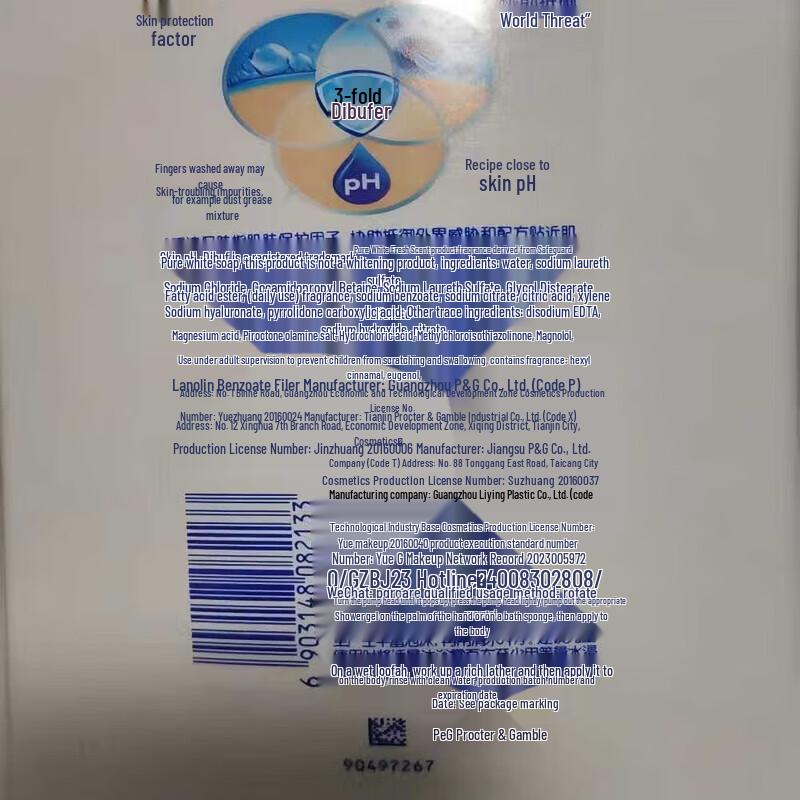 Skin protection
factor
World Threat"
3-fold
Dibufer
Fingers washed away may
cause
Skin-troubling impurities,
for example dust grease
mixture
pH
Recipe close to
skin pH
Pure White Fresh Scent product fragrance derived from Safeguard
Skin pH. Dibuf is a registered trademark
Pure white soap, this product is not a whitening product, Ingredients: water, sodium laureth
sulfate,
Sodium Chloride, Cocamidopropyl Betaine, Sodium Laureth Sulfate, Glycol Distearate
Fatty acid ester, (daily use) fragrance, sodium benzoate, sodium citrate, citric acid, xylene
Sodium hyaluronate, pyrrolidone carboxylic acid. Other trace ingredients: disodium EDTA,
sodium hydroxide, nitrate
Magnesium acid, Piroctone olamine salt, Hydrochloric acid, Methylchloroisothiazolinone, Magnolol,
Use under adult supervision to prevent children from scratching and swallowing, contains fragrance: hexyl
cinnamal, eugenol,
Lanolin Benzoate Filer Manufacturer: Guangzhou P&G Co., Ltd. (Code P)
Address: No. 1 Binhe Road, Guangzhou Economic and Technological Development Zone Cosmetics Production
License No.
Number: Yuezhuang 20160024 Manufacturer: Tianjin Procter & Gamble Industrial Co., Ltd. (Code X)
Address: No. 12 Xinghua 7th Branch Road, Economic Development Zone, Xiqing District, Tianjin City,
Cosmetics
Production License Number: Jinzhuang 20160006 Manufacturer: Jiangsu P&G Co., Ltd.
Company (Code T) Address: No. 88 Tonggang East Road, Taicang City
Cosmetics Production License Number: Suzhuang 20160037
Manufacturing company: Guangzhou Liying Plastic Co., Ltd. (code
Technological Industry Base Cosmetics Production License Number:
Yue makeup 20160040 product execution standard number
Number: Yue G Makeup Network Record 2023005972
Q/GZBJ23 Hotline 4008302808/
WeChat: pgroare qualified usage method: rotate
Turn the pump head until it pops up, press the pump head lightly, pump out the appropriate
Shower gel on the palm of the hand or on a bath sponge, then apply to
the body
On a wet loofah, work up a rich lather and then apply it to
on the body, rinse with clean water, production batch number and
expiration date
Date: See package marking
PeG Procter & Gamble
6 903148 082133
90497267